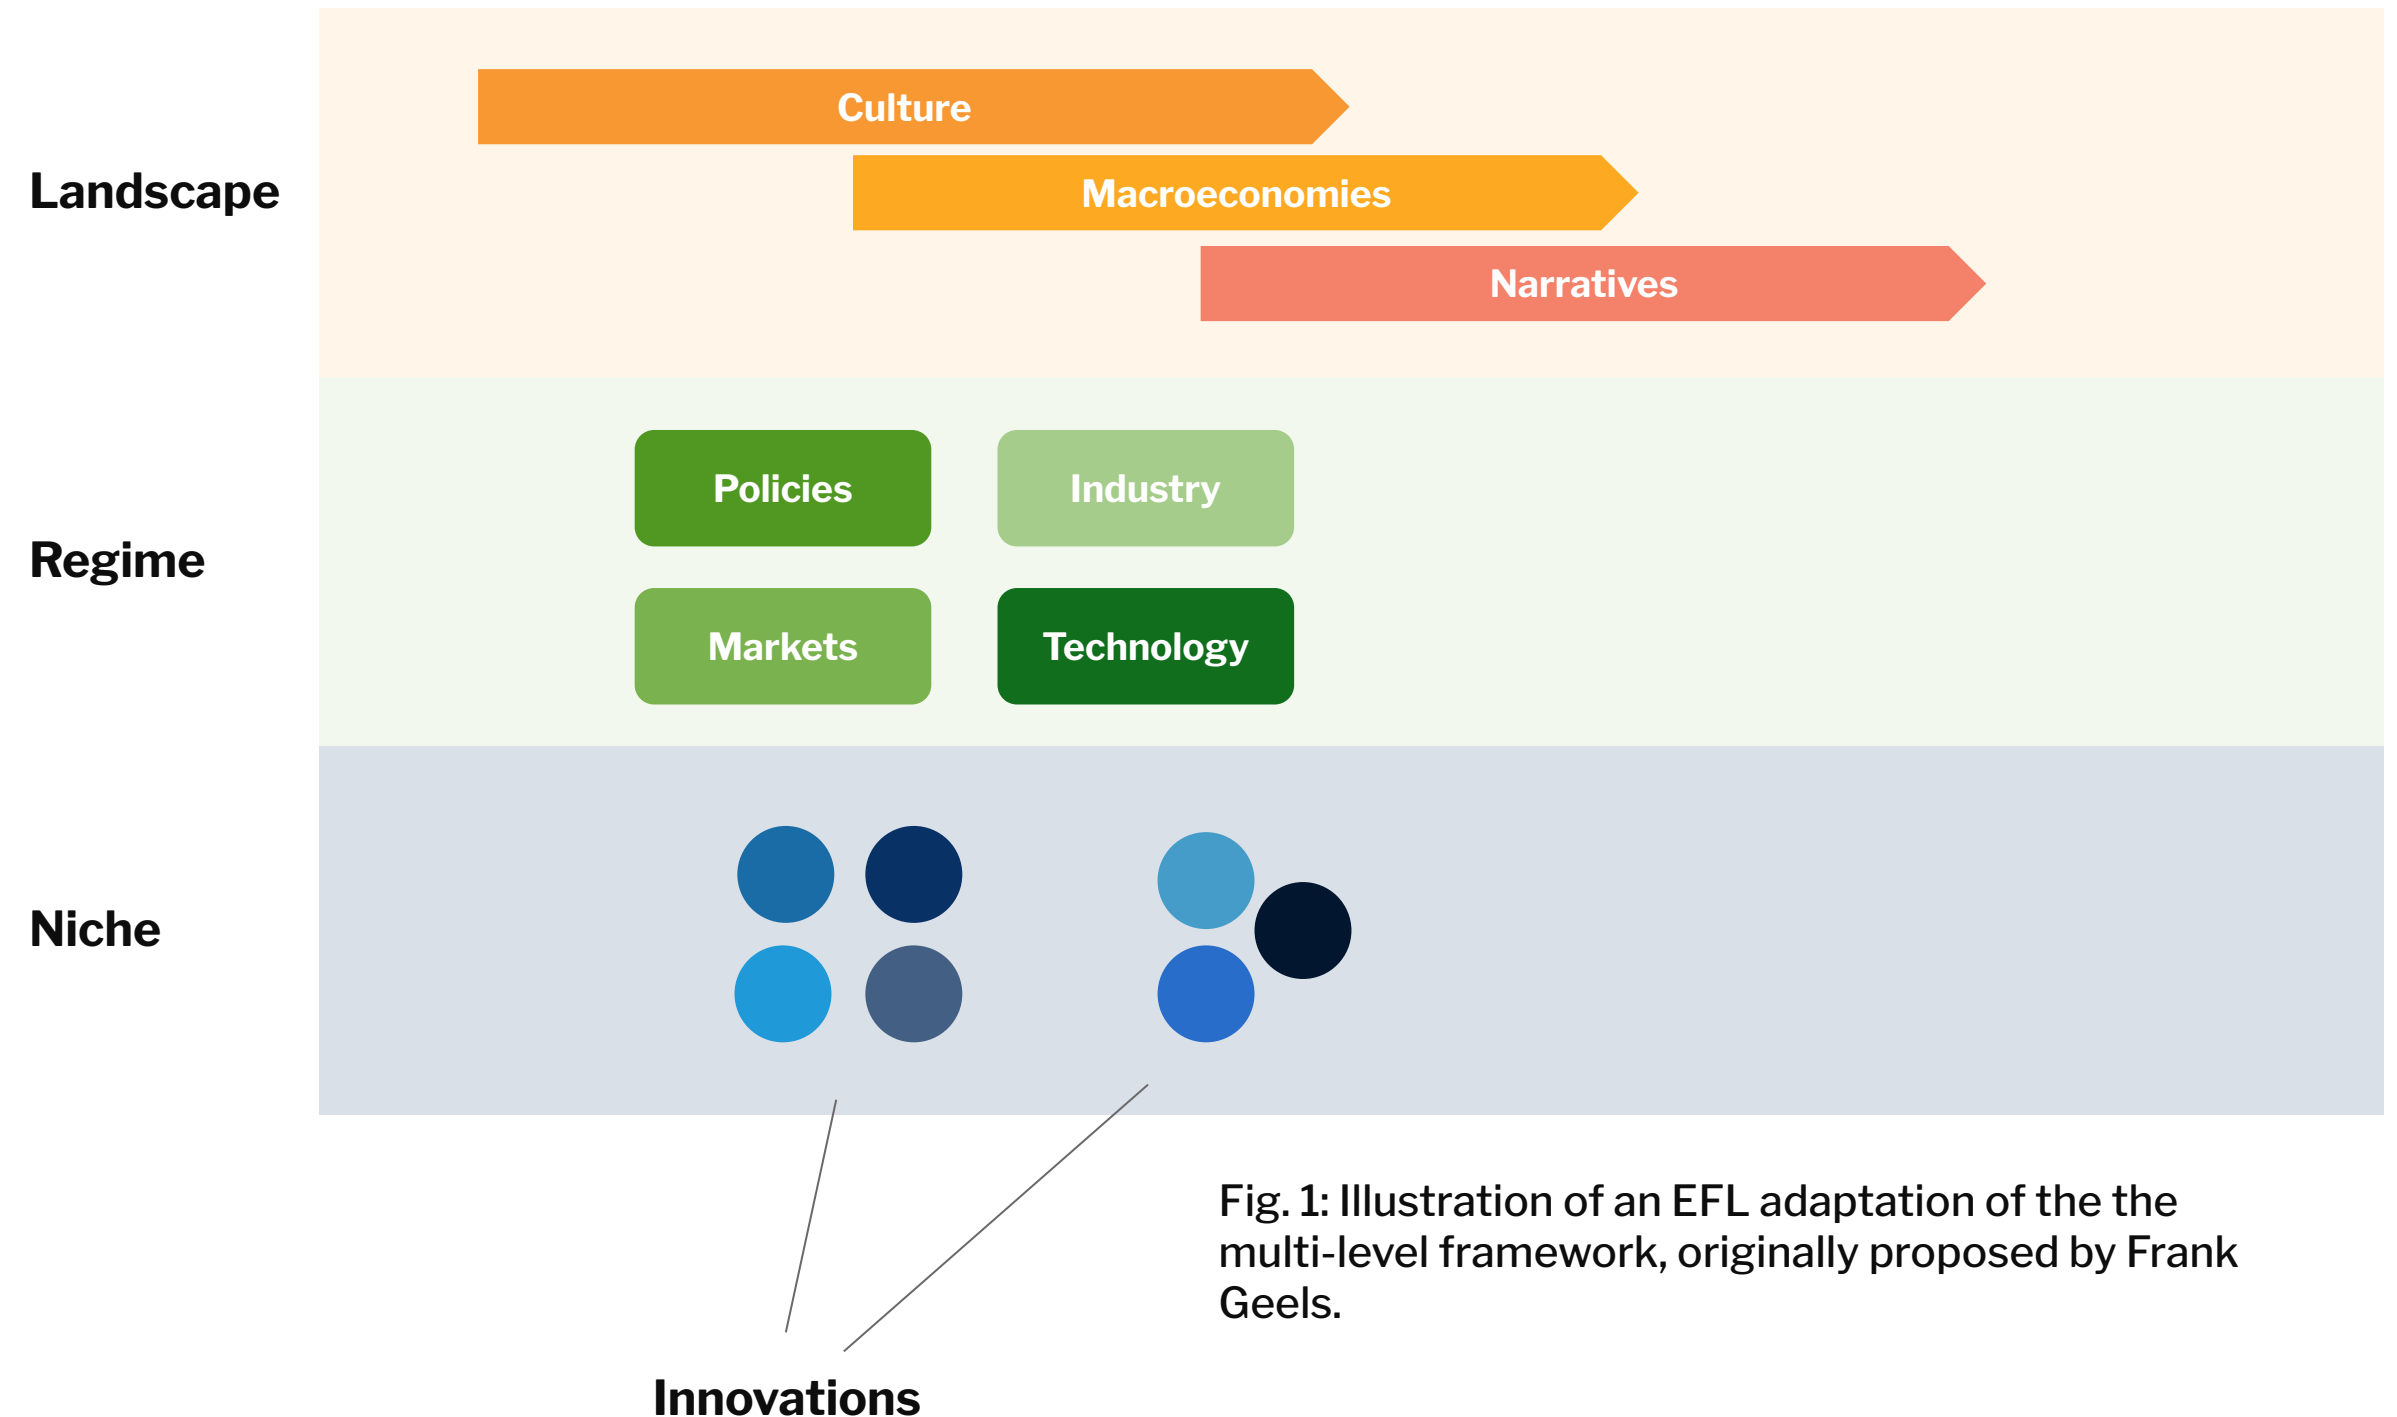 Landscape
Culture
Macroeconomies
Narratives
Regime
Policies
Industry
Markets
Technology
Niche
Innovations
Fig. 1: Illustration of an EFL adaptation of the the
multi-level framework, originally proposed by Frank
Geels.